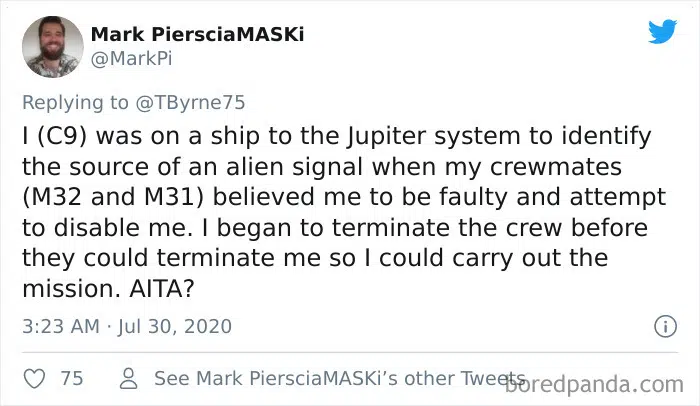 Mark PiersciaMASKi
@MarkPi
Replying to @TByrne75
I (C9) was on a ship to the Jupiter system to identify
the source of an alien signal when my crewmates
(M32 and M31) believed me to be faulty and attempt
to disable me. I began to terminate the crew before
they could terminate me so I could carry out the
mission. AITA?
3:23 AM · Jul 30, 2020
75 See Mark PiersciaMASKi's other Tweets
boredpanda.com